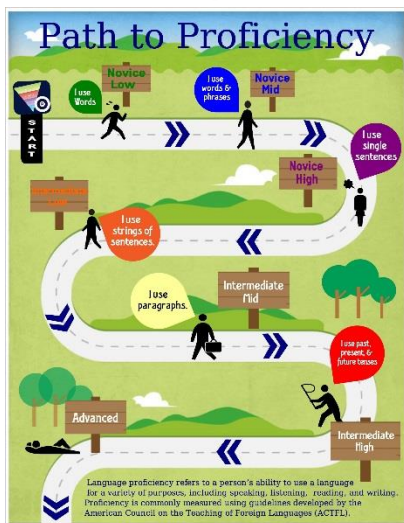 Path to Proficiency
Novice
Low
I use
Words
I use
words &
phrases
Novice
Mid
START
I use
single
sentences
Novice
High
Intermediate
Low
I use
strings of
sentences.
I use
paragraphs.
Intermediate
Mid
I use past,
present, &
future tenses
Advanced
Intermediate
High
Language proficiency refers to a person's ability to use a language
for a variety of purposes, including speaking, listening, reading, and writing.
Proficiency is commonly measured using guidelines developed by the
American Council on the Teaching of Foreign Languages (ACTFL).